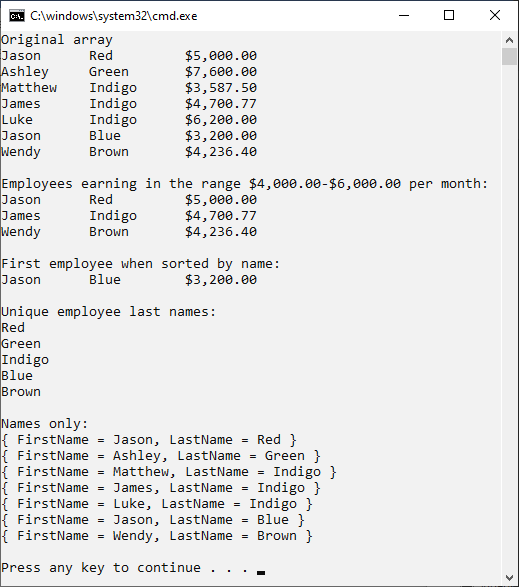 C:\windows\system32\cmd.exe
Original array
Jason      Red         $5,000.00
Ashley     Green       $7,600.00
Matthew    Indigo      $3,587.50
James      Indigo      $4,700.77
Luke       Indigo      $6,200.00
Jason      Blue        $3,200.00
Wendy      Brown       $4,236.40

Employees earning in the range $4,000.00-$6,000.00 per month:
Jason      Red         $5,000.00
James      Indigo      $4,700.77
Wendy      Brown       $4,236.40

First employee when sorted by name:
Jason      Blue        $3,200.00

Unique employee last names:
Red
Green
Indigo
Blue
Brown

Names only:
{ FirstName = Jason, LastName = Red }
{ FirstName = Ashley, LastName = Green }
{ FirstName = Matthew, LastName = Indigo }
{ FirstName = James, LastName = Indigo }
{ FirstName = Luke, LastName = Indigo }
{ FirstName = Jason, LastName = Blue }
{ FirstName = Wendy, LastName = Brown }

Press any key to continue . . .